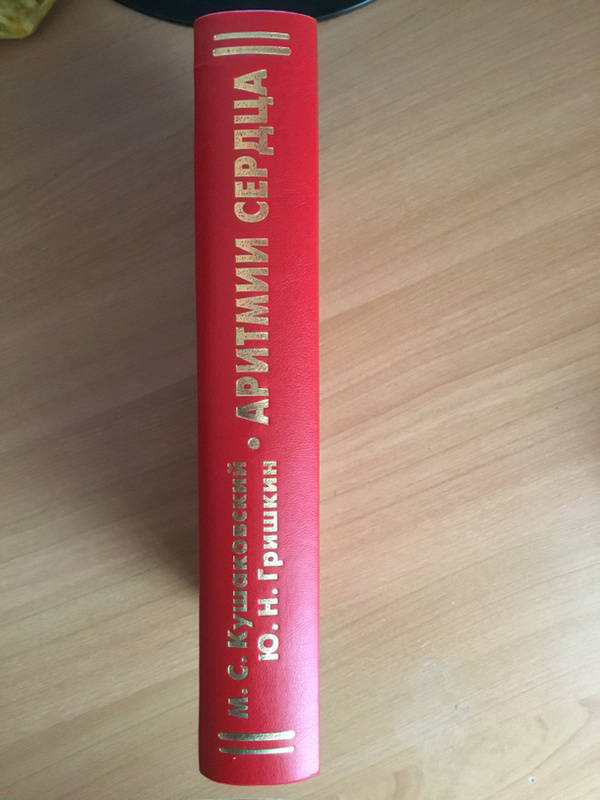 М. С. Кушаковский
Ю. Н. Гришкин
• АРИТМИИ СЕРДЦА